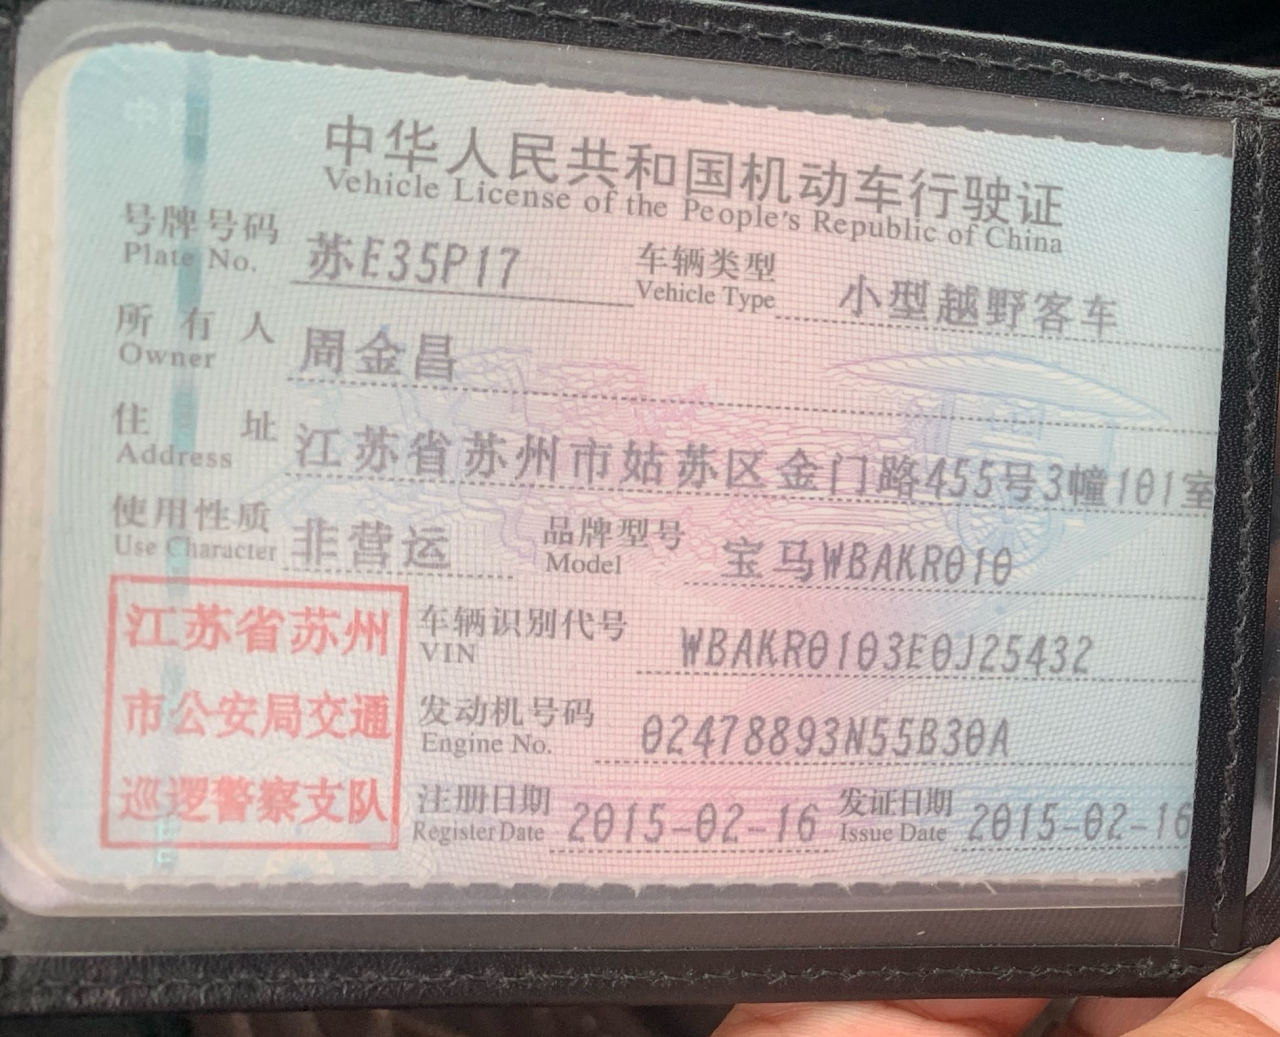 中华人民共和国机动车行驶证
Vehicle License of the People's Republic of China
号牌号码 苏E35P17 车辆类型 小型越野客车
Plate No. Vehicle Type
所有人 周金昌
Owner
住址 江苏省苏州市姑苏区金门路455号3幢101室
Address
使用性质 非营运 品牌型号 宝马WBAKR010
Use Character Model
江苏省苏州
市公安局交通
巡逻警察支队
车辆识别代号 WBAKR0103E0J25432
VIN
发动机号码 02478893N55B30A
Engine No.
注册日期 2015-02-16 发证日期 2015-02-16
Register Date Issue Date